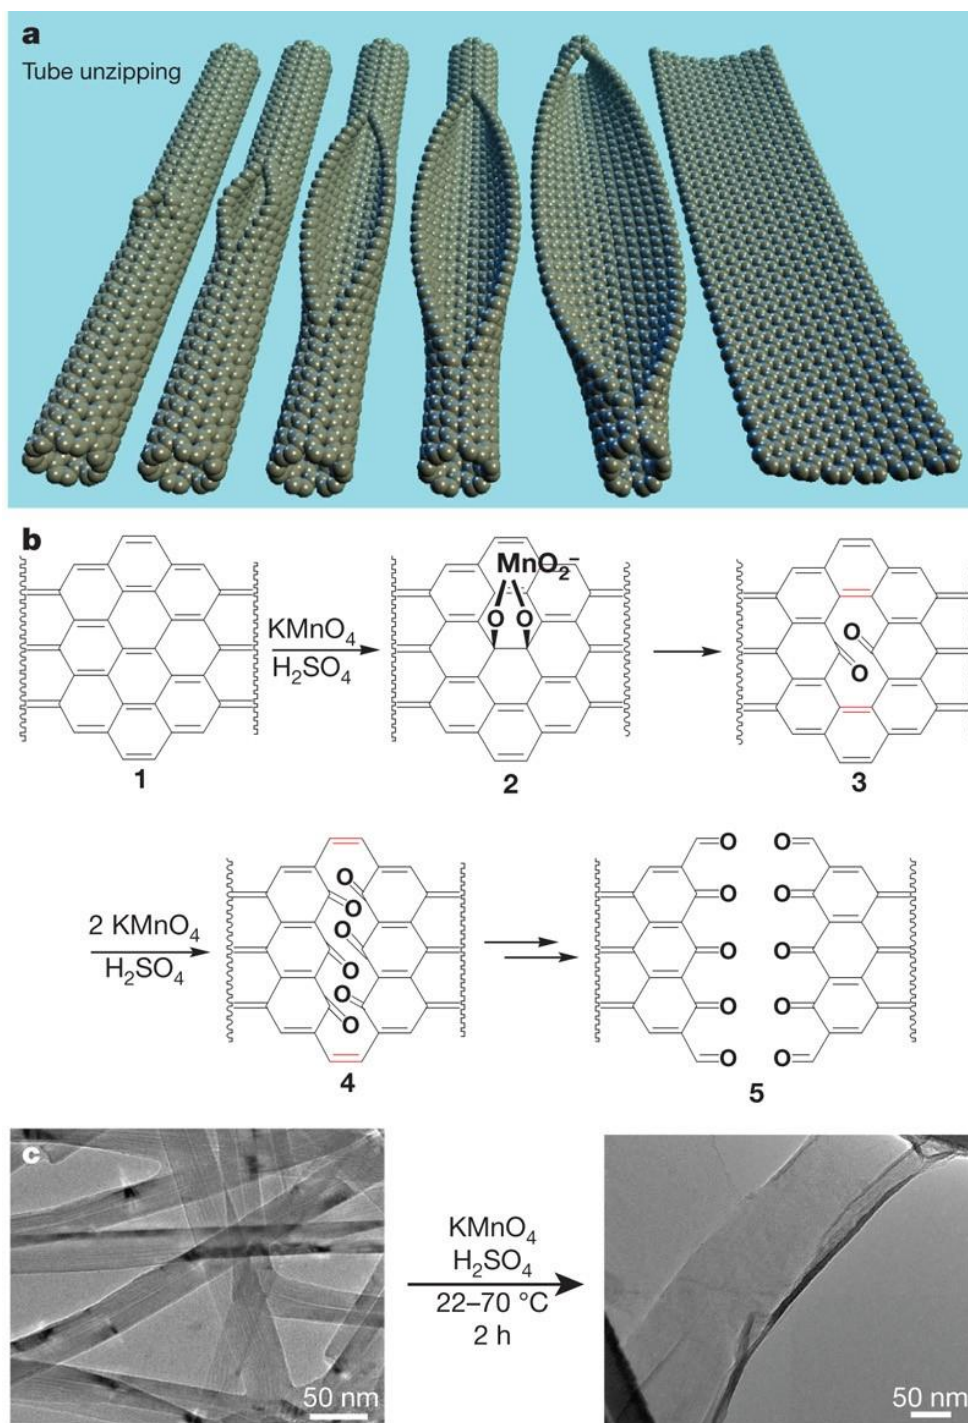 a
Tube unzipping
b
KMnO₄
H₂SO₄
1
MnO₂⁻
O O
2
O
O
3
2 KMnO₄
H₂SO₄
O
O
O
O
O
O
4
O O
O O
O O
O O
O O
5
c
50 nm
KMnO₄
H₂SO₄
22–70 °C
2 h
50 nm